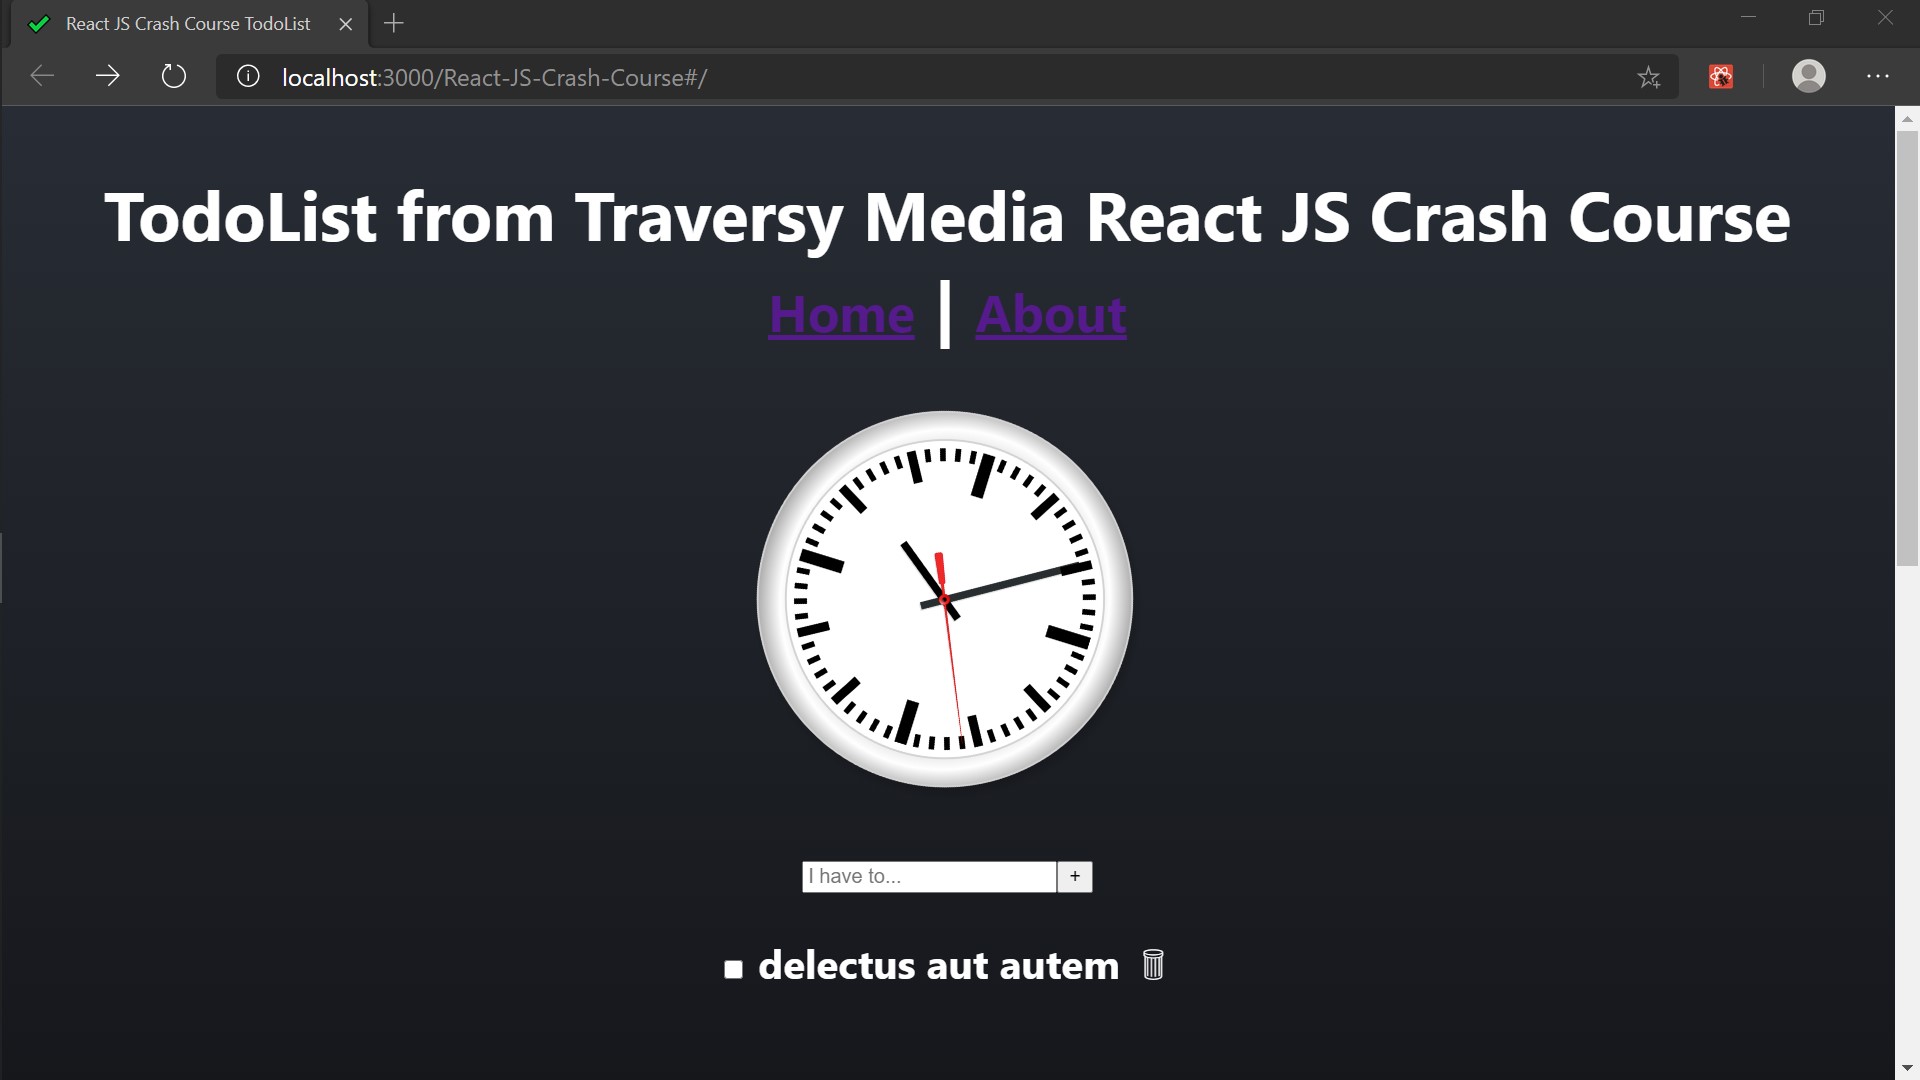 React JS Crash Course TodoList
localhost:3000/React-JS-Crash-Course#/
TodoList from Traversy Media React JS Crash Course
Home | About
I have to... +
delectus aut autem